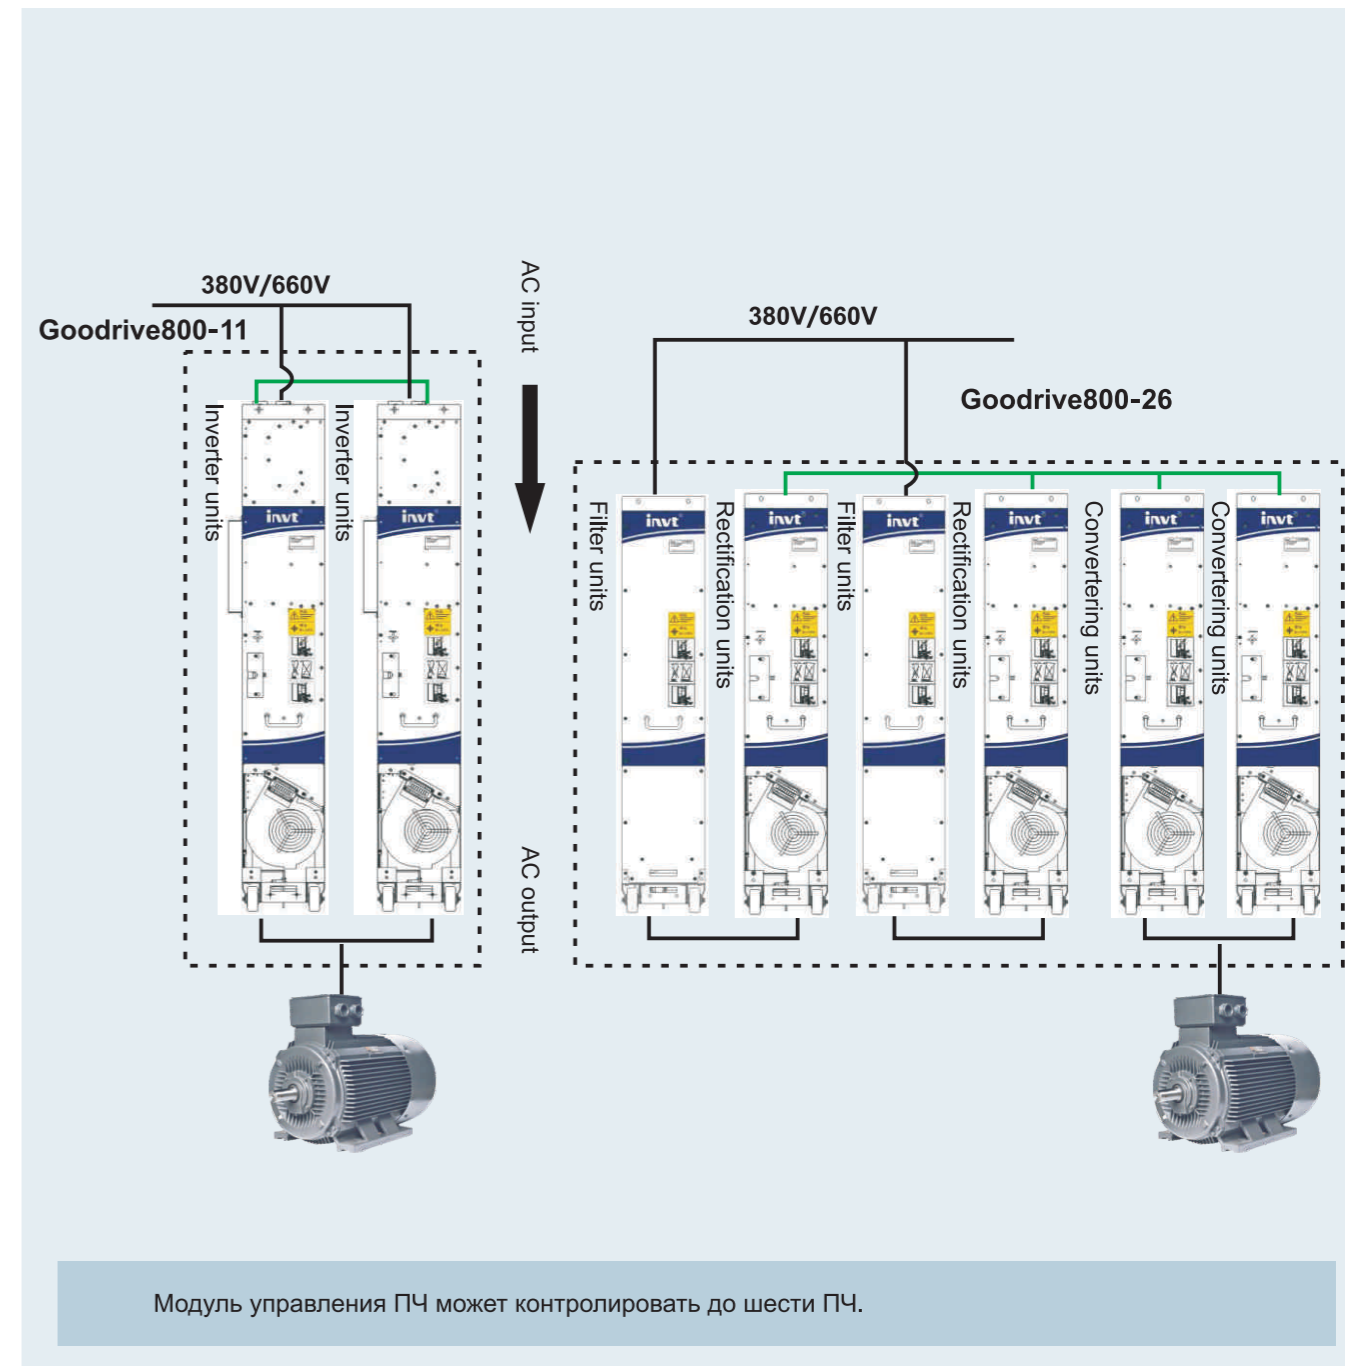 380V/660V
Goodrive800-11
Inverter units
Inverter units
invt
invt
AC input
AC output
380V/660V
Goodrive800-26
Filter units
Rectification units
Filter units
Rectification units
Convertering units
Convertering units
invt
invt
invt
invt
invt
invt
Модуль управления ПЧ может контролировать до шести ПЧ.